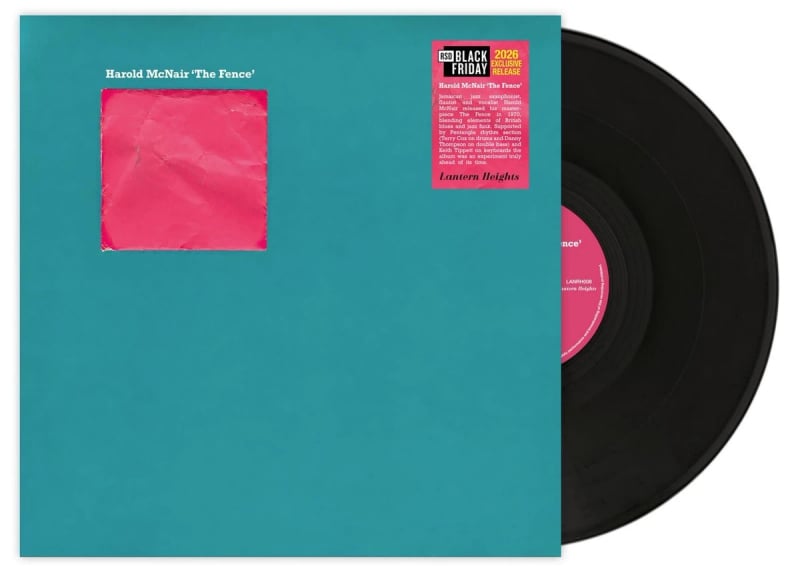 Harold McNair ‘The Fence’
RSD BLACK FRIDAY
2026
EXCLUSIVE
RELEASE
Harold McNair ‘The Fence’
Jamaican jazz saxophonist,
flautist and vocalist Harold
McNair released his master-
piece The Fence in 1970,
blending elements of British
blues and jazz funk. Supported
by Pentangle rhythm section
(Terry Cox on drums and Danny
Thompson on double bass) and
Keith Tippett on keyboards the
album was an experiment truly
ahead of its time.
Lantern Heights
ence’
LANRH008
antern Heights